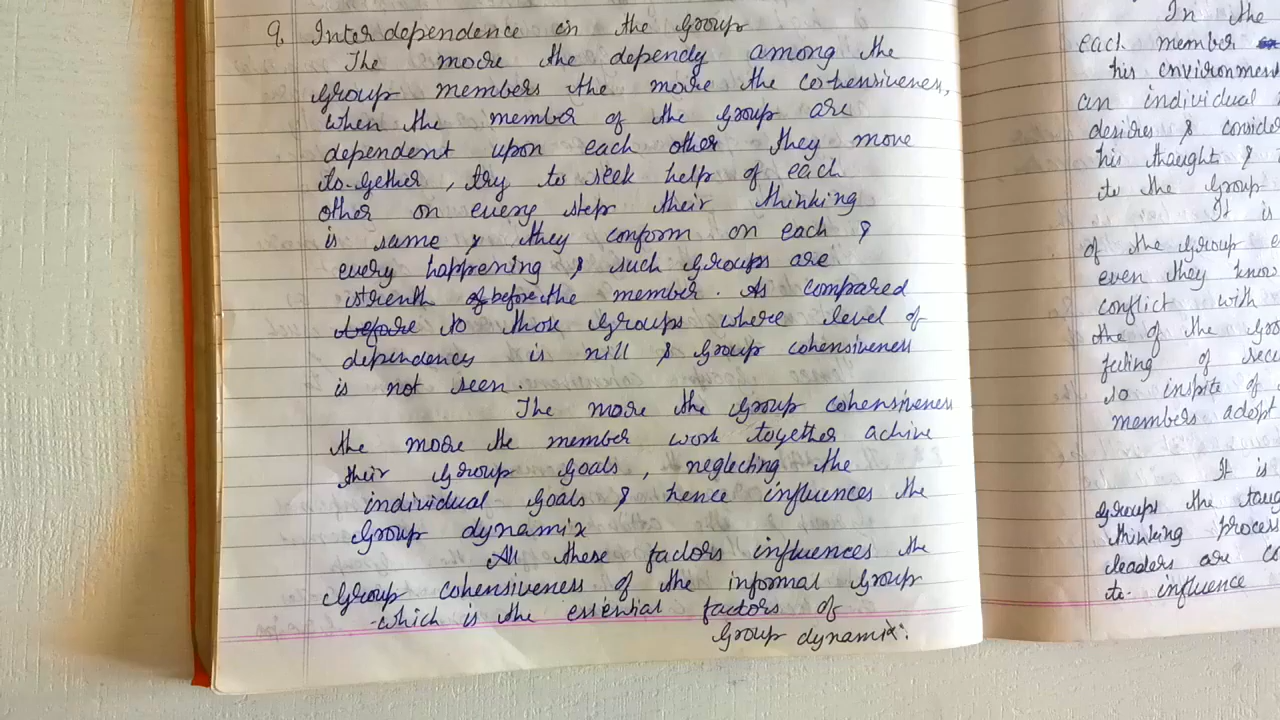 9. Inter dependence in the Group
The more the dependy among the
Group members the more the cohensiveness,
when the member of the Group are
dependent upon each other they move
to-gether, try to seek help of each
other on every step their thinking
is same & they conform on each &
every happening & such Groups are
strenth of before the member. As compared
before to those Groups where level of
dependences is nill & Group cohensiveness
is not seen.
The more the Group cohensiveness
the more the member work together achive
their Group Goals, neglecting the
individual Goals & hence influences the
Group dynamix
All these factors influences the
Group cohensiveness of the informal Group
which is the essiential factors of
Group dynamix.
In the
each member
his environment
an individual
desires & consider
his thought &
to the Group
It is
of the Group
even they know
conflict with
the of the Gro
feeling of secu
so inspite of
members adopt
It is
Groups the
thinking process
leaders are
to influence